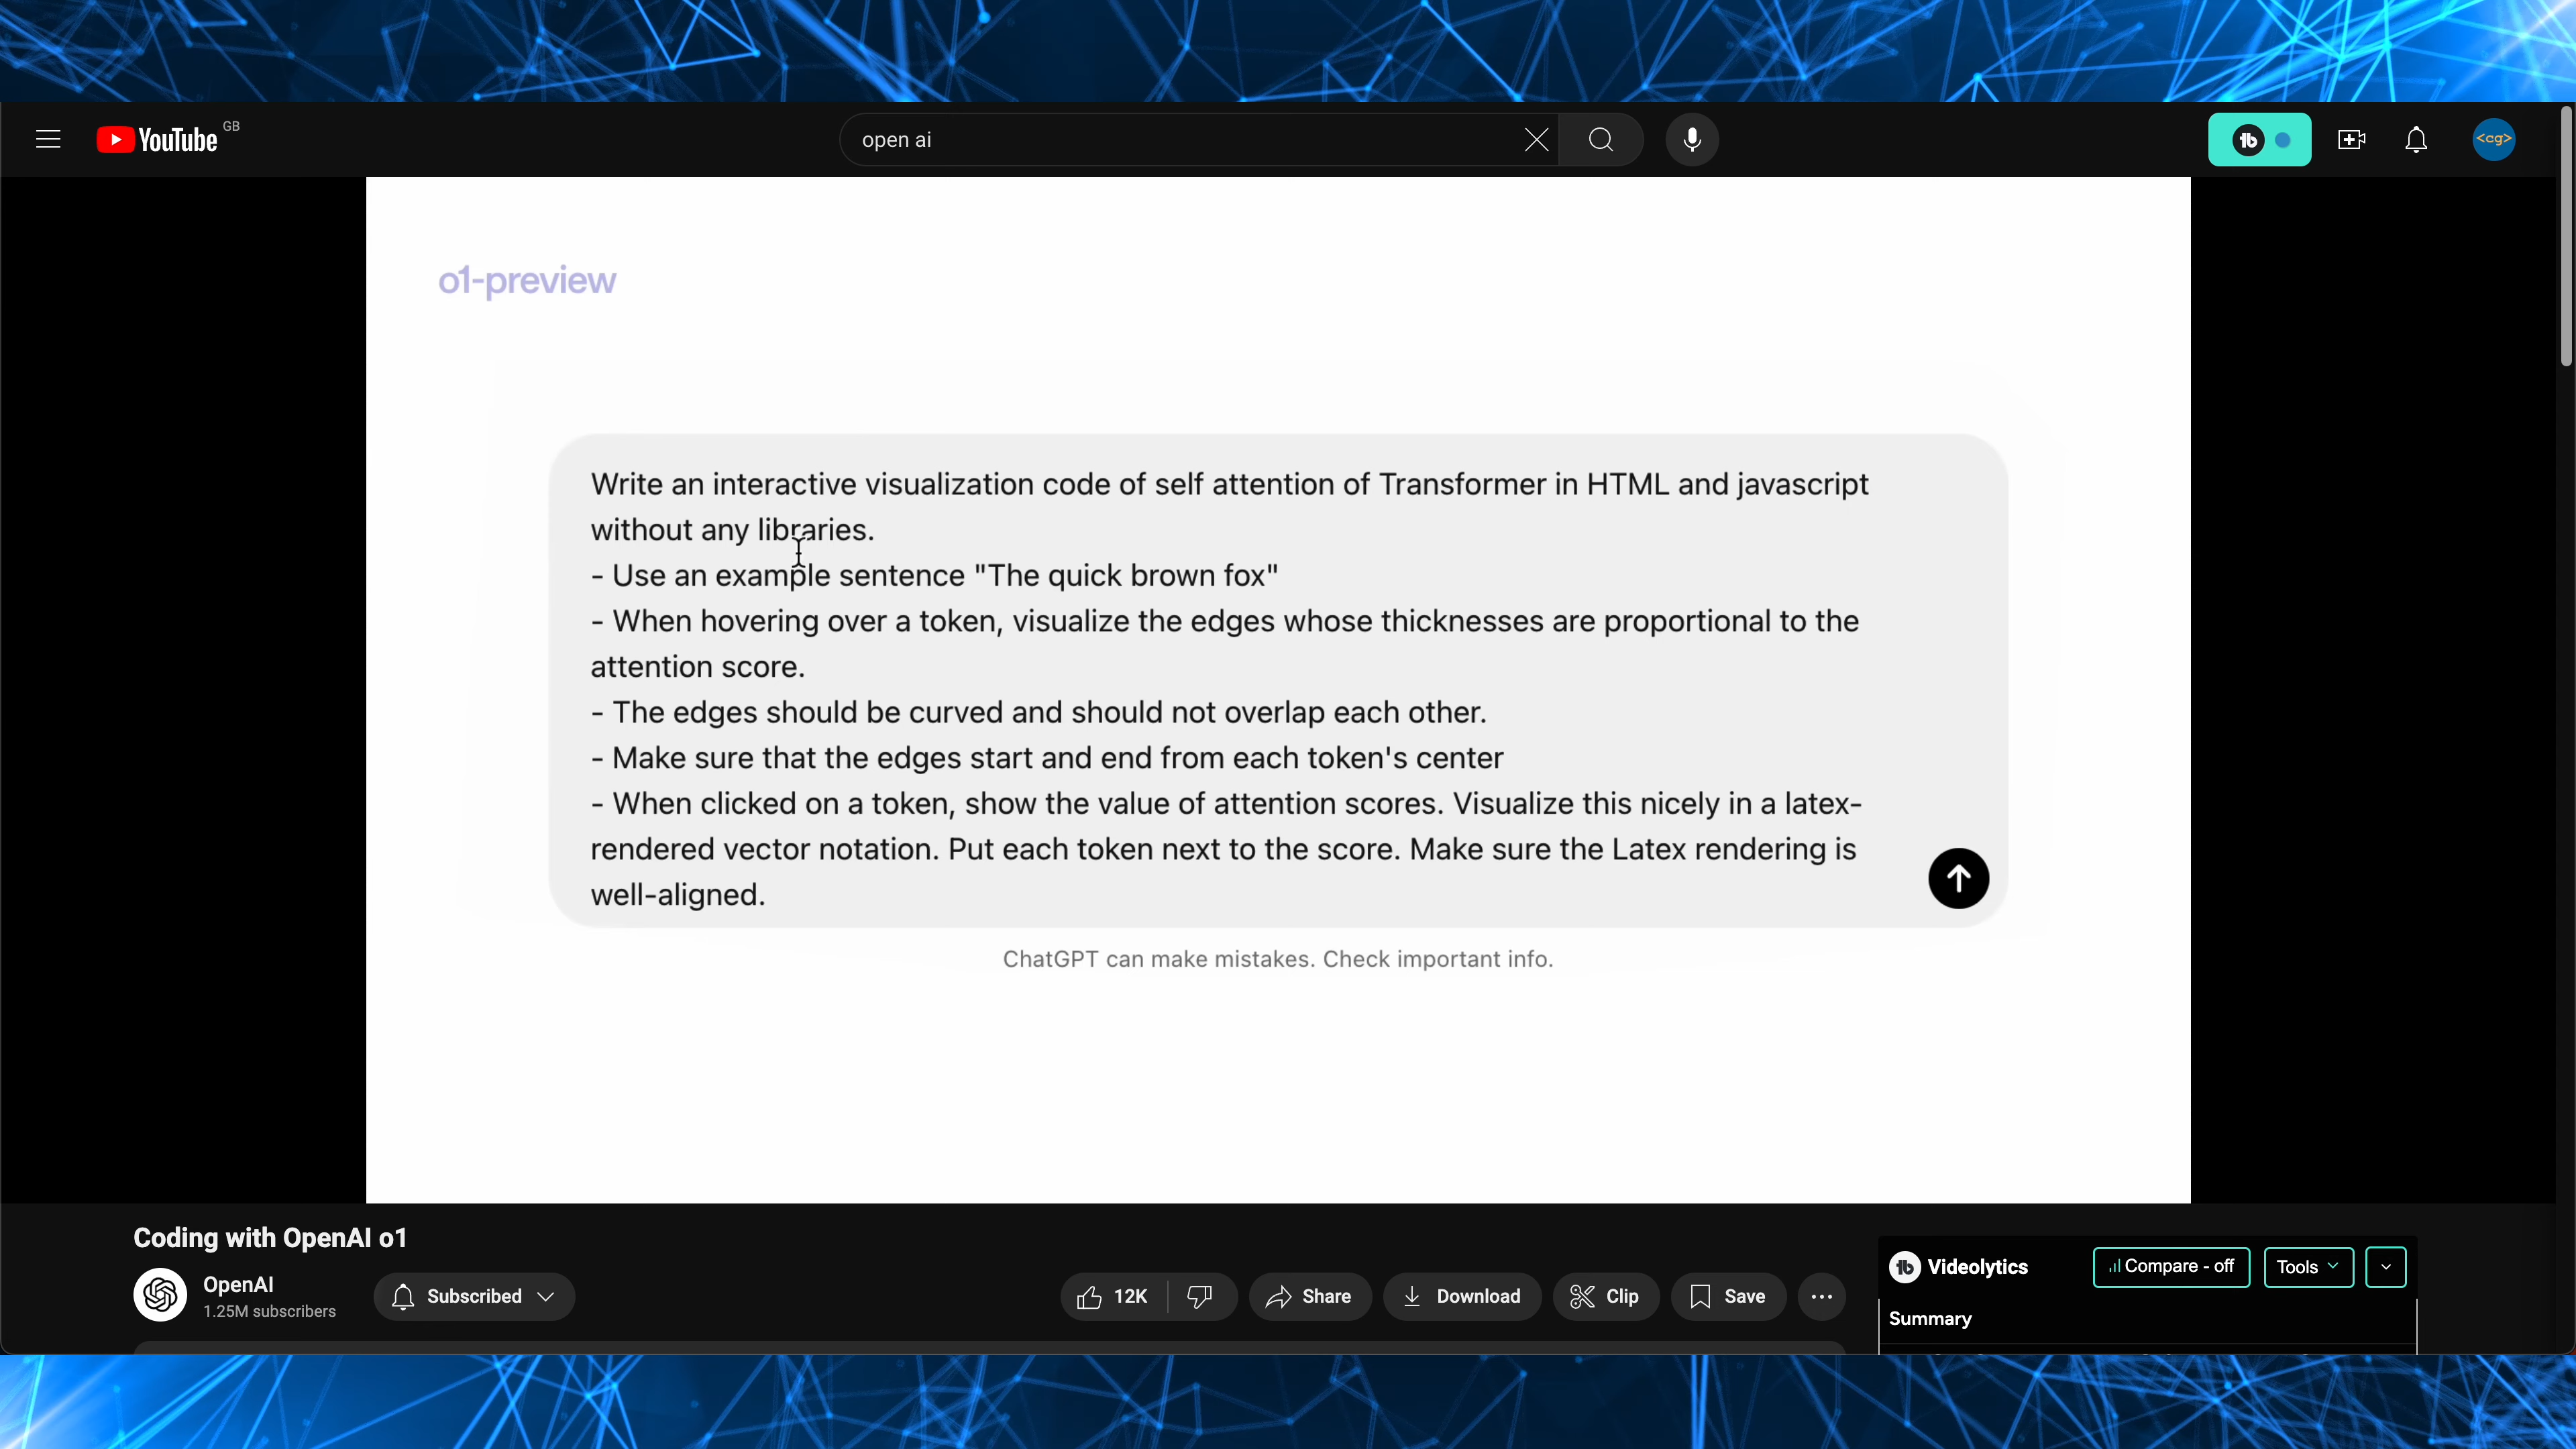 YouTube GB
open ai
<cg>
o1-preview
Write an interactive visualization code of self attention of Transformer in HTML and javascript
without any libraries.
- Use an example sentence "The quick brown fox"
- When hovering over a token, visualize the edges whose thicknesses are proportional to the
attention score.
- The edges should be curved and should not overlap each other.
- Make sure that the edges start and end from each token's center
- When clicked on a token, show the value of attention scores. Visualize this nicely in a latex-
rendered vector notation. Put each token next to the score. Make sure the Latex rendering is
well-aligned.
ChatGPT can make mistakes. Check important info.
Coding with OpenAI o1
OpenAI
1.25M subscribers
Subscribed
12K
Share
Download
Clip
Save
Videolytics
Compare - off
Tools
Summary